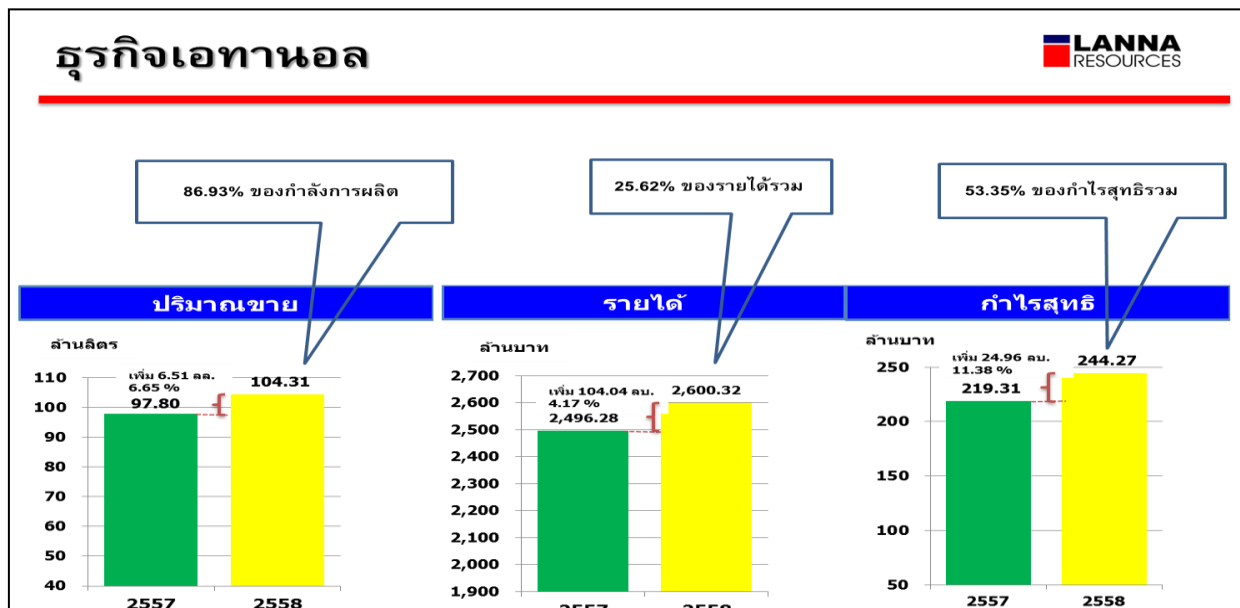 ธุรกิจเอทานอล
LANNA
RESOURCES
86.93% ของกำลังการผลิต
25.62% ของรายได้รวม
53.35% ของกำไรสุทธิรวม
ปริมาณขาย
รายได้
กำไรสุทธิ
ล้านลิตร
เพิ่ม 6.51 ลล.
6.65 %
97.80
104.31
110
100
90
80
70
60
50
40
2557
2558
ล้านบาท
เพิ่ม 104.04 ลบ.
4.17 %
2,496.28
2,600.32
2,700
2,600
2,500
2,400
2,300
2,200
2,100
2,000
1,900
2557
2558
ล้านบาท
เพิ่ม 24.96 ลบ.
11.38 %
219.31
244.27
250
200
150
100
50
2557
2558